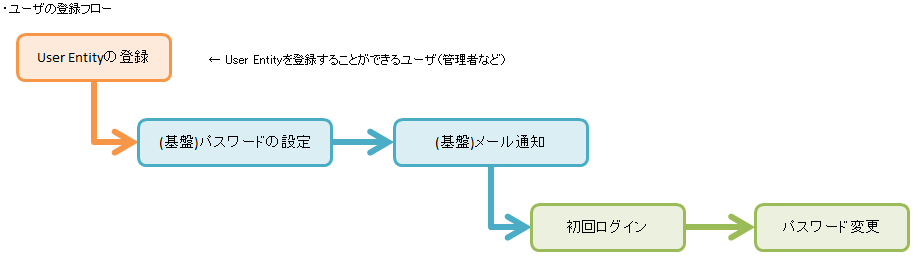 ・ユーザの登録フロー
User Entityの登録
← User Entityを登録することができるユーザ(管理者など)
(基盤)パスワードの設定
(基盤)メール通知
初回ログイン
パスワード変更